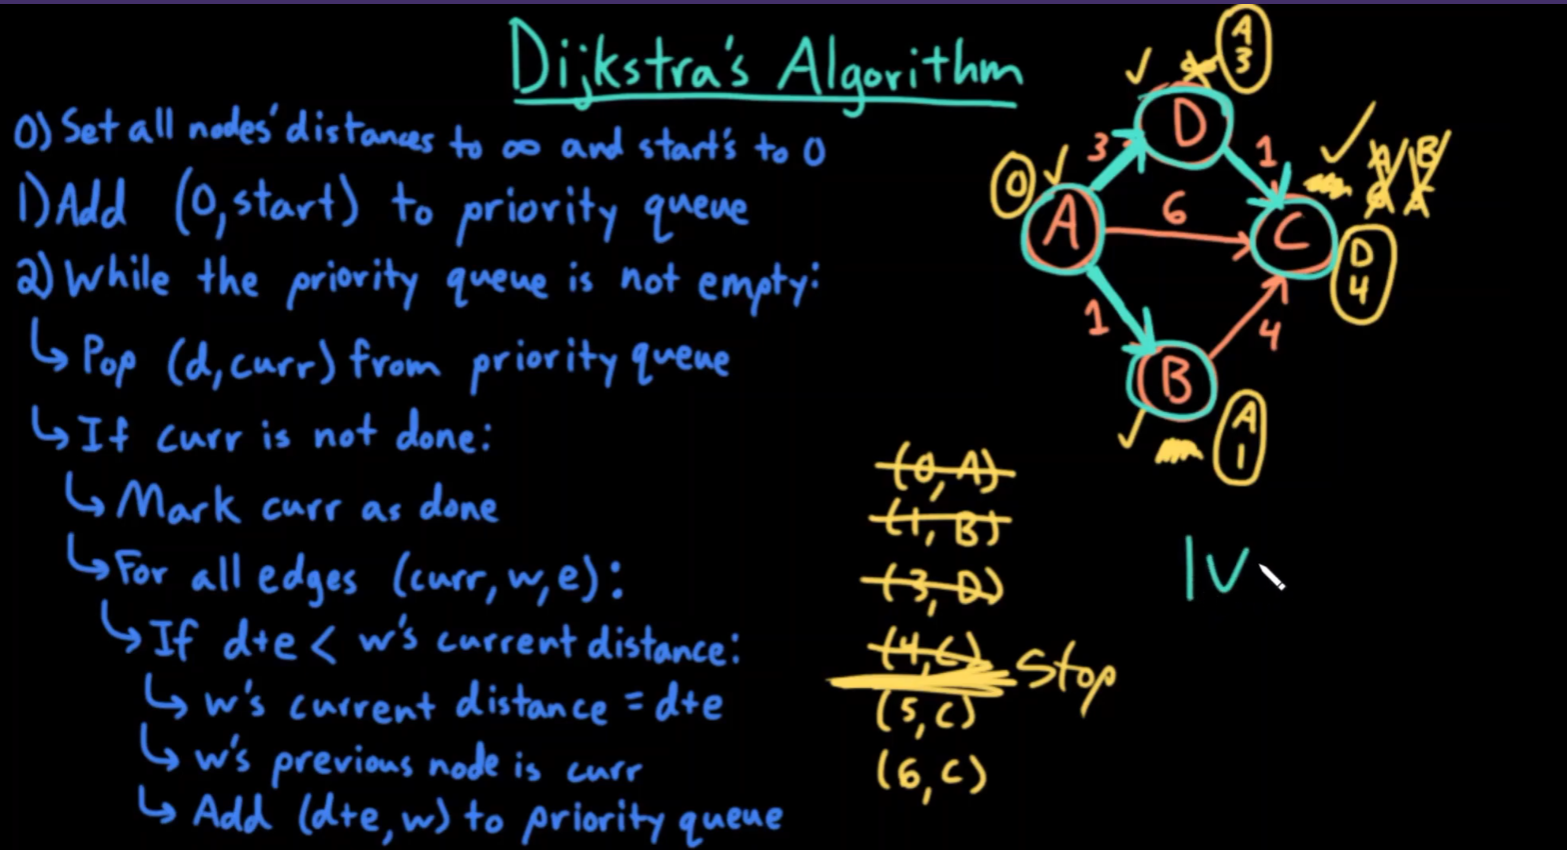 Dijkstra's Algorithm
0) Set all nodes' distances to ∞ and start's to 0
1) Add (0, start) to priority queue
2) While the priority queue is not empty:
↳ Pop (d, curr) from priority queue
↳ If curr is not done:
↳ Mark curr as done
↳ For all edges (curr, w, e):
↳ If d+e < w's current distance:
↳ w's current distance = d+e
↳ w's previous node is curr
↳ Add (d+e, w) to priority queue
A
3
D
3
1
0
A
6
C
A
B
D
4
1
4
B
A
1
(0, A)
(1, B)
(3, D)
(4, C)
Stop
(5, C)
(6, C)
|V